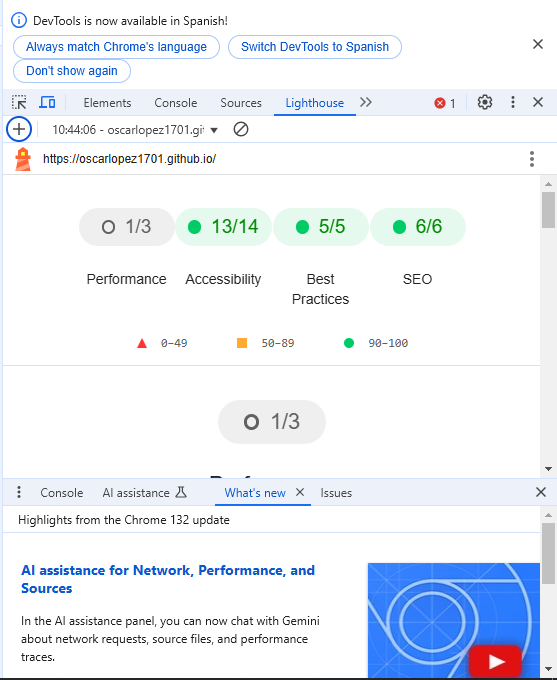 DevTools is now available in Spanish!
Always match Chrome's language
Switch DevTools to Spanish
Don't show again
Elements
Console
Sources
Lighthouse
1
10:44:06 - oscarlopez1701.git
https://oscarlopez1701.github.io/
1/3
13/14
5/5
6/6
Performance
Accessibility
Best
Practices
SEO
0–49
50–89
90–100
1/3
Console
AI assistance
What's new
Issues
Highlights from the Chrome 132 update
AI assistance for Network, Performance, and
Sources
In the AI assistance panel, you can now chat with Gemini
about network requests, source files, and performance
traces.